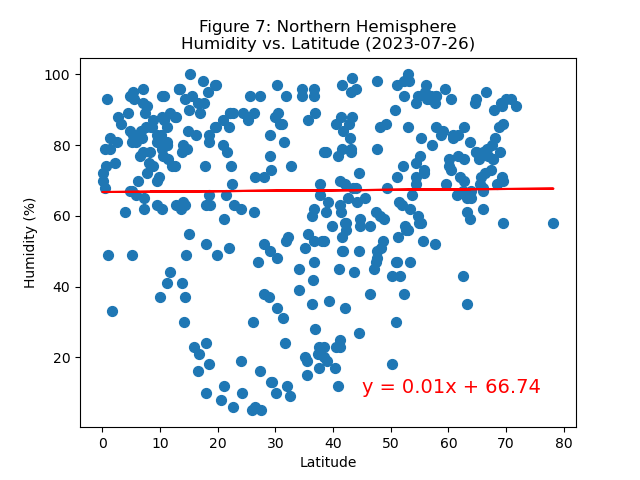 Figure 7: Northern Hemisphere
Humidity vs. Latitude (2023-07-26)
100
80
60
40
20
Humidity (%)
y = 0.01x + 66.74
0 10 20 30 40 50 60 70 80
Latitude